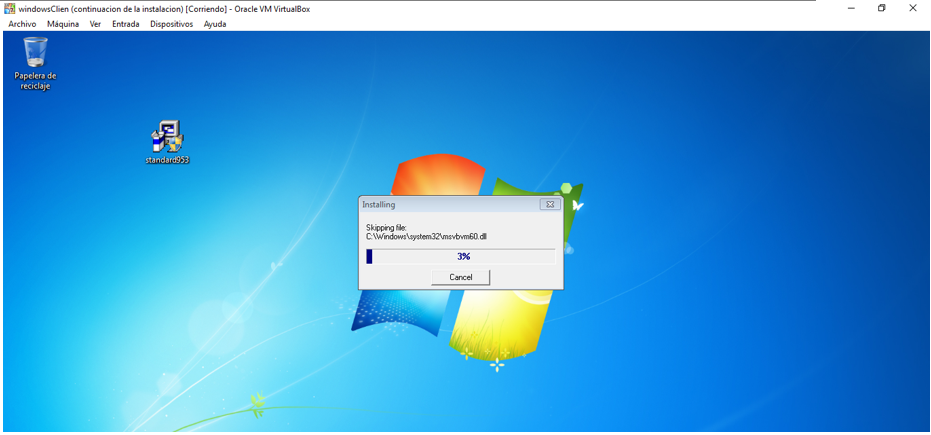 windowsClien (continuacion de la instalacion) [Corriendo] - Oracle VM VirtualBox
Archivo Máquina Ver Entrada Dispositivos Ayuda
Papelera de
reciclaje
standard953
Installing
Skipping file:
C:\Windows\system32\msvbvm60.dll
3%
Cancel